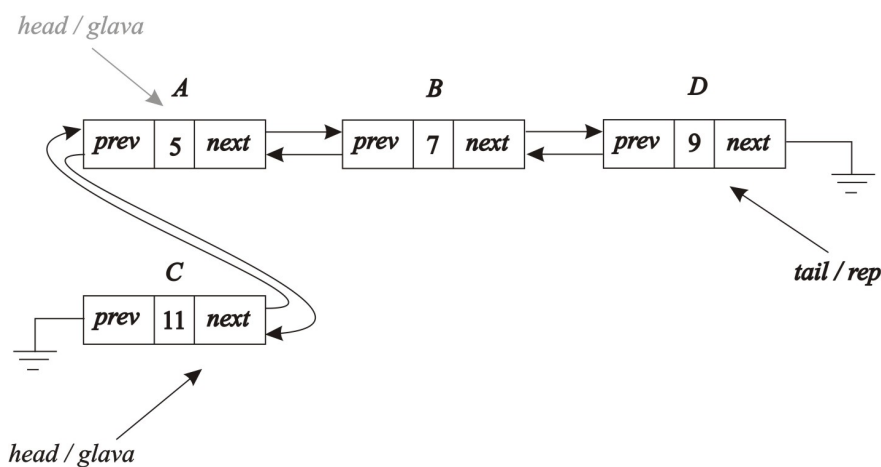 head / glava
A B D
prev 5 next prev 7 next prev 9 next
tail / rep
C
prev 11 next
head / glava